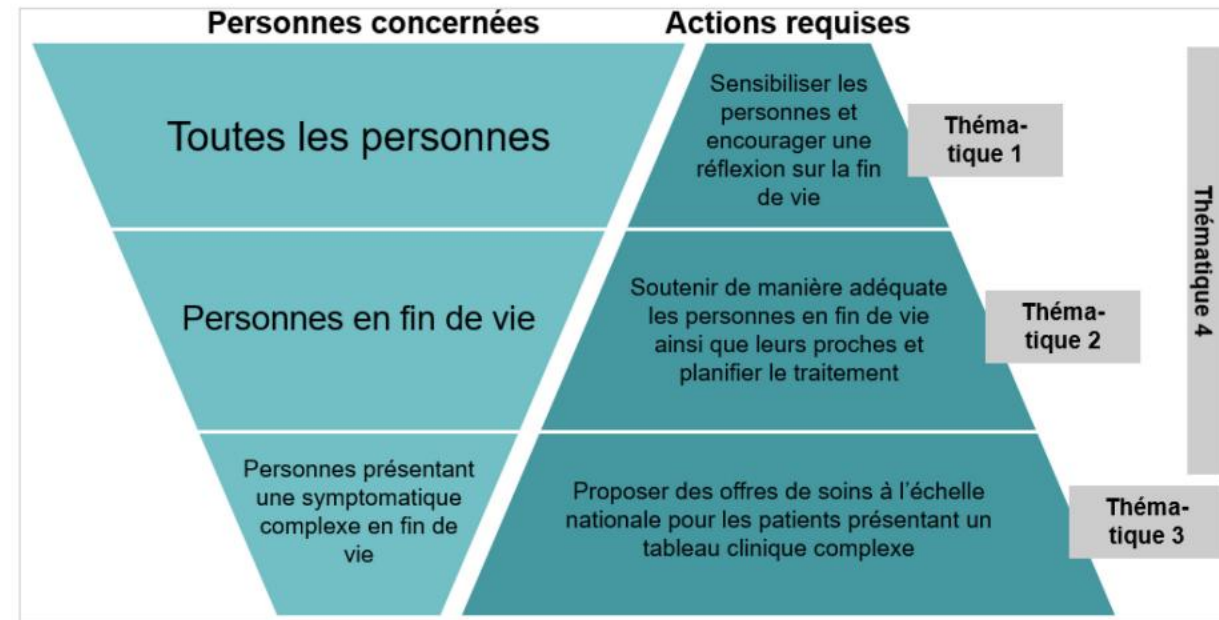 Personnes concernées
Actions requises
Toutes les personnes
Sensibiliser les
personnes et
encourager une
réflexion sur la fin
de vie
Théma-
tique 1
Personnes en fin de vie
Soutenir de manière adéquate
les personnes en fin de vie
ainsi que leurs proches et
planifier le traitement
Théma-
tique 2
Personnes présentant
une symptomatique
complexe en fin de
vie
Proposer des offres de soins à l'échelle
nationale pour les patients présentant un
tableau clinique complexe
Théma-
tique 3
Thématique 4